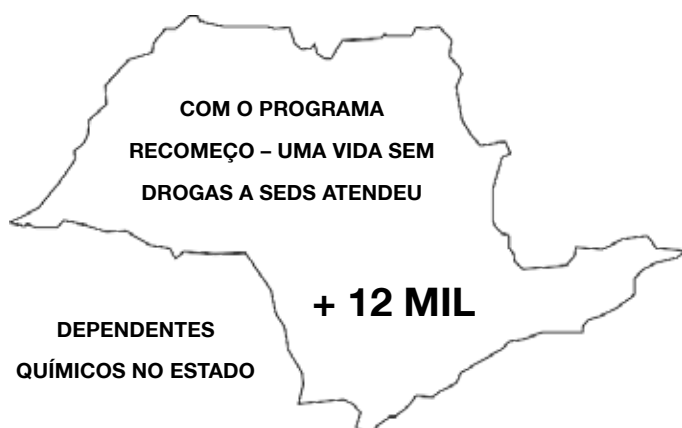 COM O PROGRAMA
RECOMEÇO – UMA VIDA SEM
DROGAS A SEDS ATENDEU
+ 12 MIL
DEPENDENTES
QUÍMICOS NO ESTADO